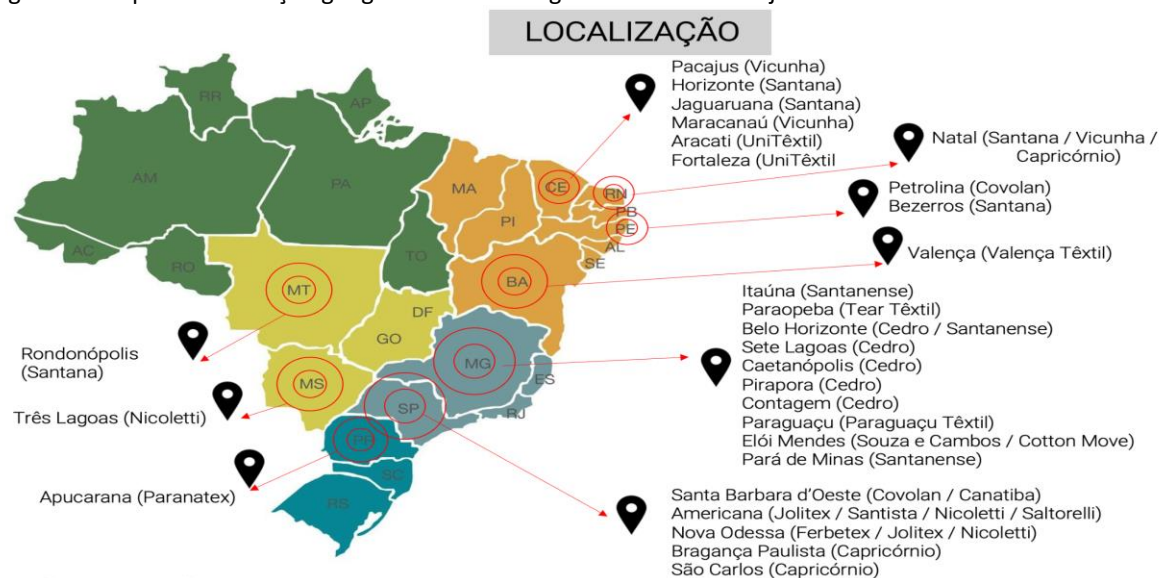 LOCALIZAÇÃO
Pacajus (Vicunha)
Horizonte (Santana)
Jaguaruana (Santana)
Maracanaú (Vicunha)
Aracati (UniTêxtil)
Fortaleza (UniTêxtil
Natal (Santana / Vicunha /
Capricórnio)
Petrolina (Covolan)
Bezerros (Santana)
Valença (Valença Têxtil)
Itaúna (Santanense)
Paraopeba (Tear Têxtil)
Belo Horizonte (Cedro / Santanense)
Sete Lagoas (Cedro)
Caetanópolis (Cedro)
Pirapora (Cedro)
Contagem (Cedro)
Paraguaçu (Paraguaçu Têxtil)
Elói Mendes (Souza e Cambos / Cotton Move)
Pará de Minas (Santanense)
Santa Barbara d'Oeste (Covolan / Canatiba)
Americana (Jolitex / Santista / Nicoletti / Saltorelli)
Nova Odessa (Ferbetex / Jolitex / Nicoletti)
Bragança Paulista (Capricórnio)
São Carlos (Capricórnio)
Rondonópolis
(Santana)
Três Lagoas (Nicoletti)
Apucarana (Paranatex)
RR
AP
AM
PA
MA
CE
RN
PB
PI
PE
AL
SE
AC
RO
TO
BA
MT
DF
GO
MG
ES
MS
SP
RJ
PR
SC
RS